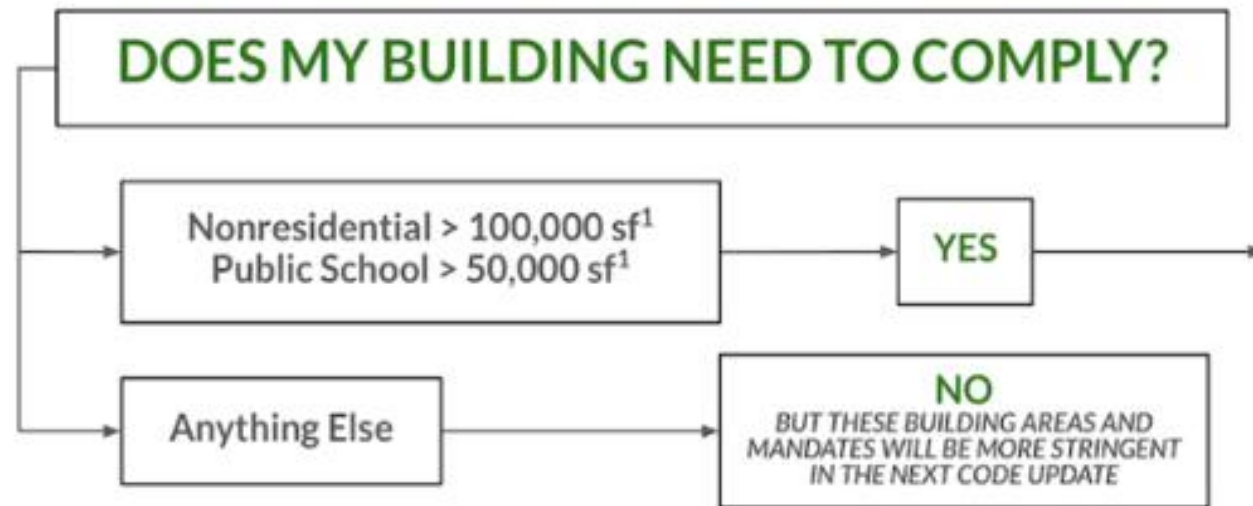 DOES MY BUILDING NEED TO COMPLY?
Nonresidential > 100,000 sf¹
Public School > 50,000 sf¹
YES
Anything Else
NO
BUT THESE BUILDING AREAS AND
MANDATES WILL BE MORE STRINGENT
IN THE NEXT CODE UPDATE